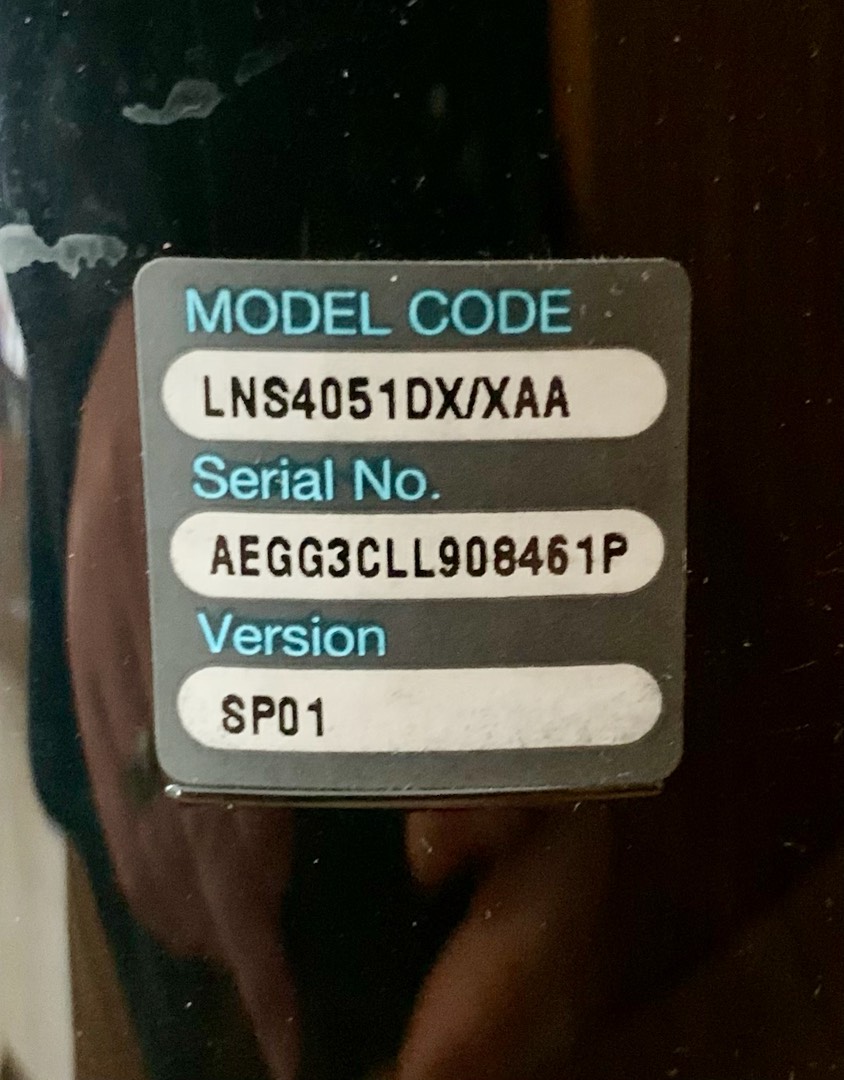 MODEL CODE
LNS4051DX/XAA
Serial No.
AEGG3CLL908461P
Version
SP01